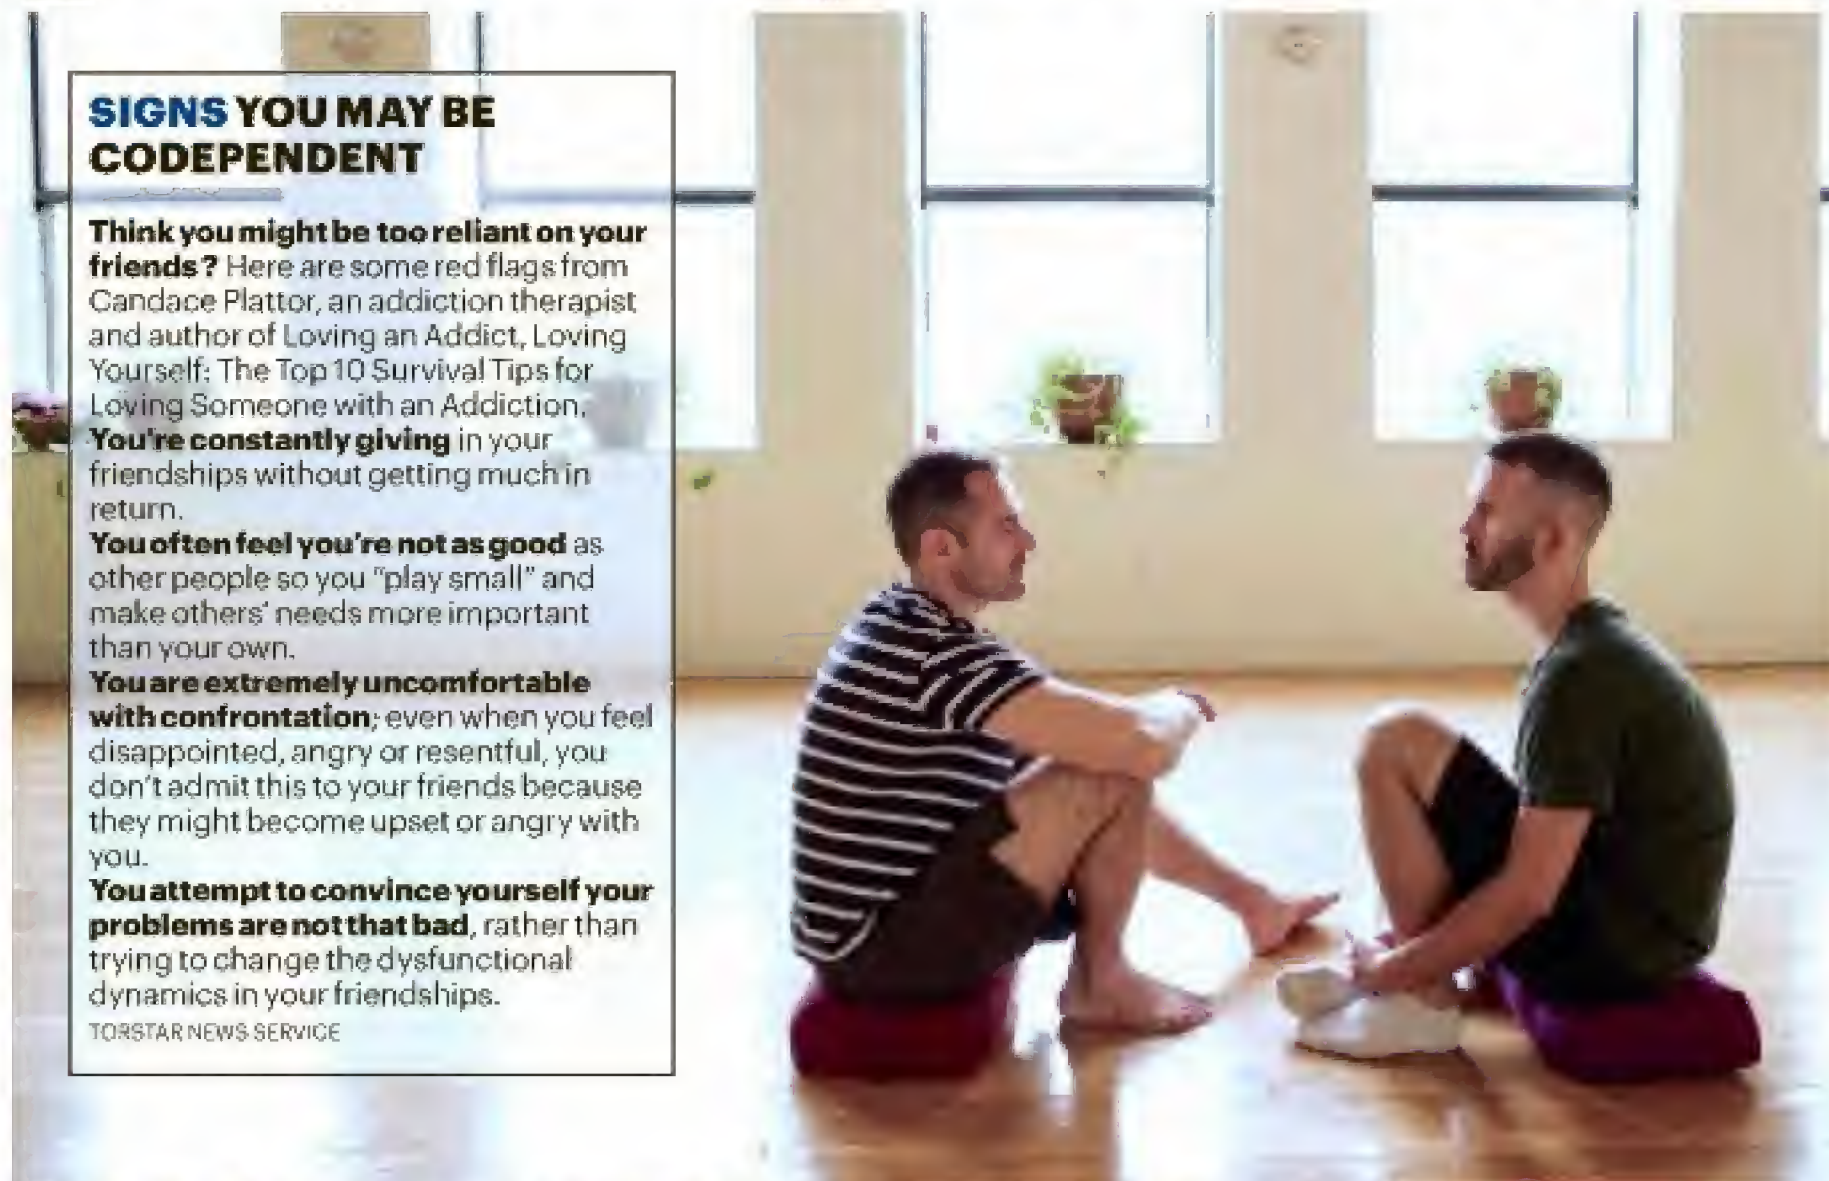 SIGNS YOU MAY BE
CODEPENDENT
Think you might be too reliant on your
friends? Here are some red flags from
Candace Plattor, an addiction therapist
and author of Loving an Addict, Loving
Yourself: The Top 10 Survival Tips for
Loving Someone with an Addiction.
You're constantly giving in your
friendships without getting much in
return.
You often feel you're not as good as
other people so you "play small" and
make others' needs more important
than your own.
You are extremely uncomfortable
with confrontation; even when you feel
disappointed, angry or resentful, you
don't admit this to your friends because
they might become upset or angry with
you.
You attempt to convince yourself your
problems are not that bad, rather than
trying to change the dysfunctional
dynamics in your friendships.
TORSTAR NEWS SERVICE